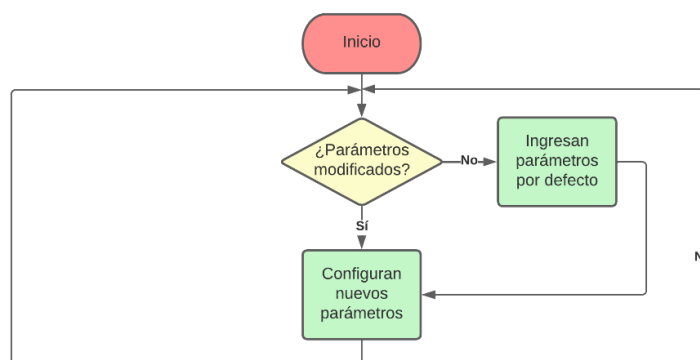 Inicio
¿Parámetros
modificados?
No
Ingresan
parámetros
por defecto
Sí
Configuran
nuevos
parámetros